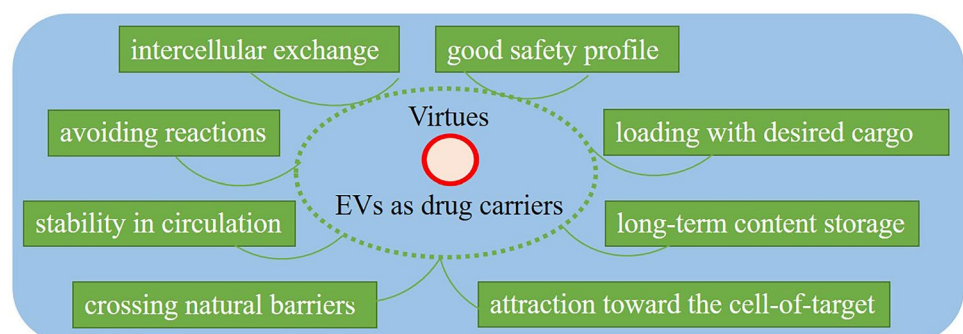 intercellular exchange
good safety profile
Virtues
avoiding reactions
loading with desired cargo
EVs as drug carriers
stability in circulation
long-term content storage
crossing natural barriers
attraction toward the cell-of-target